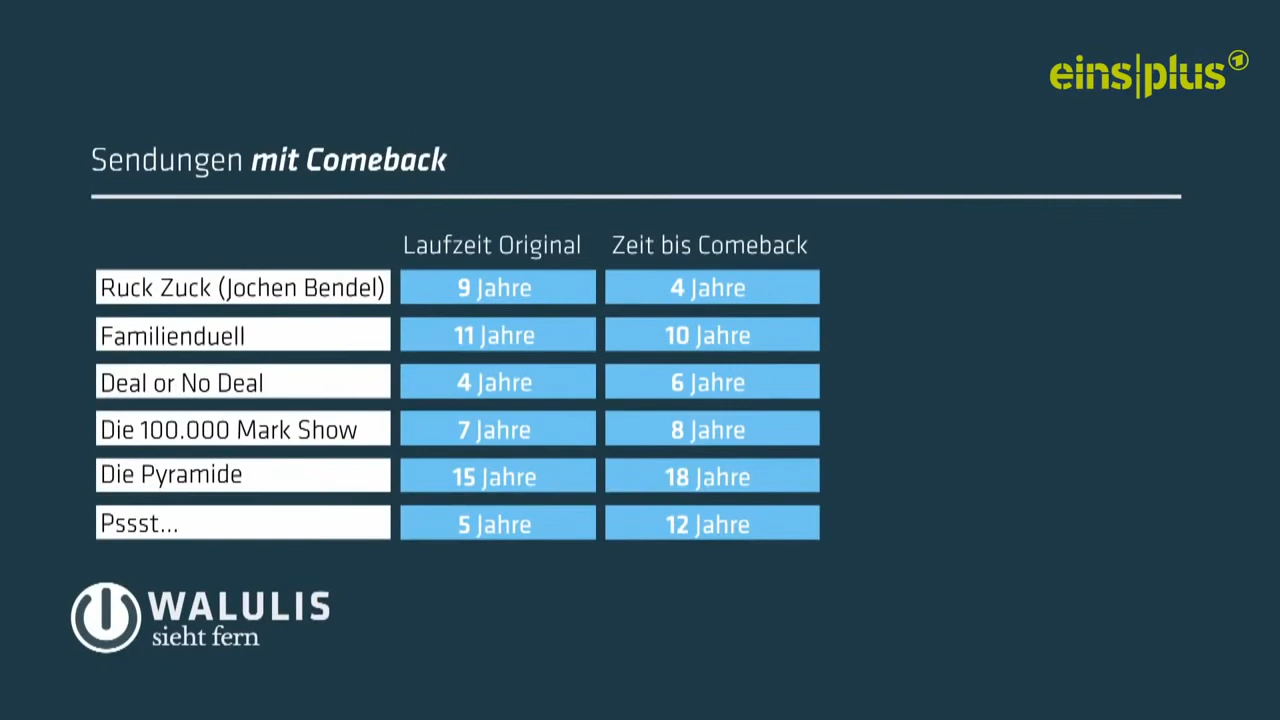 eins|plus
Sendungen mit Comeback
Laufzeit Original Zeit bis Comeback
Ruck Zuck (Jochen Bendel) 9 Jahre 4 Jahre
Familienduell 11 Jahre 10 Jahre
Deal or No Deal 4 Jahre 6 Jahre
Die 100.000 Mark Show 7 Jahre 8 Jahre
Die Pyramide 15 Jahre 18 Jahre
Pssst... 5 Jahre 12 Jahre
WALULIS
sieht fern